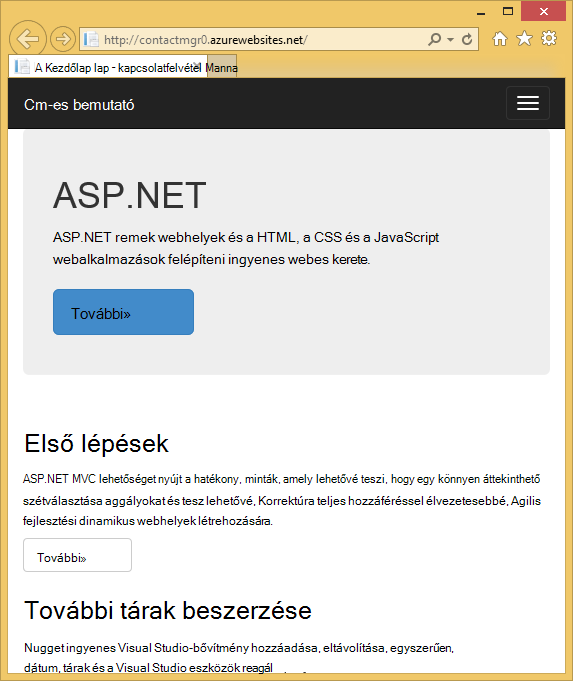 http://contactmgr0.azurewebsites.net/
A Kezdőlap lap - kapcsolatfelvétel Manna
Cm-es bemutató
ASP.NET
ASP.NET remek webhelyek és a HTML, a CSS és a JavaScript
webalkalmazások felépíteni ingyenes webes kerete.
További»
Első lépések
ASP.NET MVC lehetőséget nyújt a hatékony, minták, amely lehetővé teszi, hogy egy könnyen áttekinthető
szétválasztása aggályokat és tesz lehetővé, Korrektúra teljes hozzáféréssel élvezetesebbé, Agilis
fejlesztési dinamikus webhelyek létrehozására.
További»
További tárak beszerzése
Nugget ingyenes Visual Studio-bővítmény hozzáadása, eltávolítása, egyszerűen,
dátum, tárak és a Visual Studio eszközök reagál